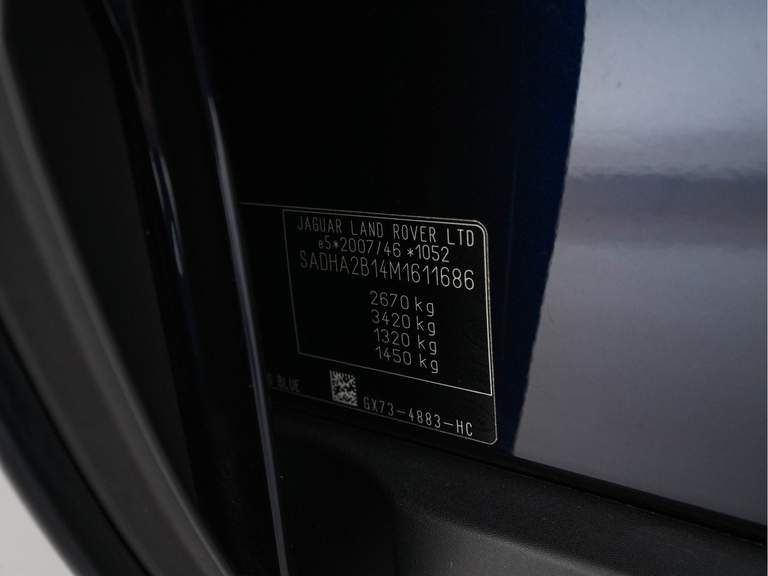 JAGUAR LAND ROVER LTD
e5*2007/46 *1052
SADHA2B14M1611686
2670 kg
3420 kg
1320 kg
1450 kg
BLUE
GX73-4883-HC